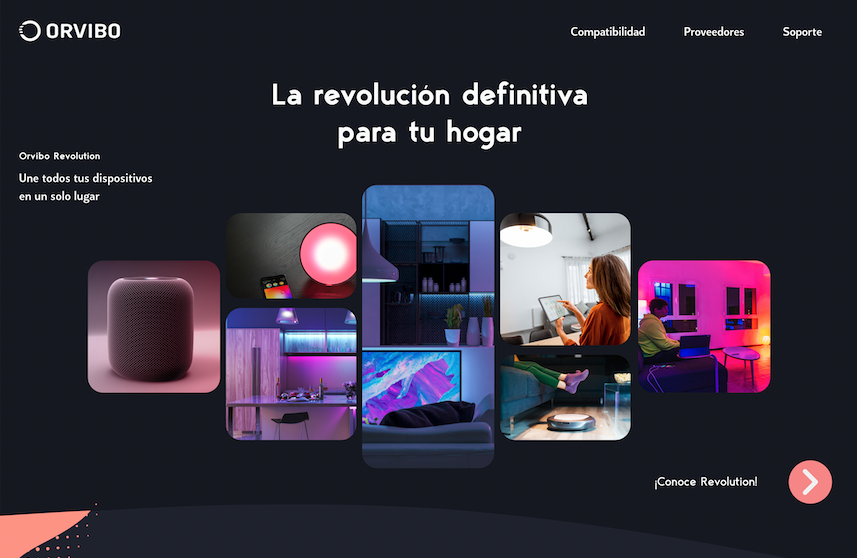 ORVIBO
Compatibilidad
Proveedores
Soporte
La revolución definitiva
para tu hogar
Orvibo Revolution
Une todos tus dispositivos
en un solo lugar
¡Conoce Revolution!